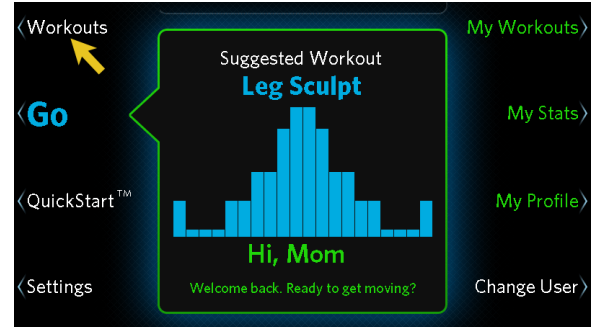 Workouts
Go
QuickStart™
Settings
Suggested Workout
Leg Sculpt
Hi, Mom
Welcome back. Ready to get moving?
My Workouts
My Stats
My Profile
Change User